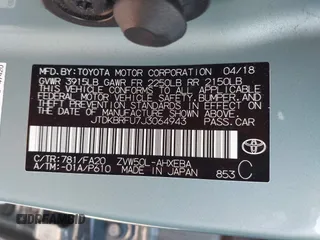 MFD. BY: TOYOTA MOTOR CORPORATION 04/18
GVWR 3915LB GAWR FR 2250LB RR 2150LB
THIS VEHICLE CONFORMS TO ALL APPLICABLE
FEDERAL MOTOR VEHICLE SAFETY, BUMPER, AND
THEFT PREVENTION STANDARDS IN EFFECT ON THE
DATE OF MANUFACTURE SHOWN ABOVE.
JTDKBRFU7J3064943 PASS.CAR
C/TR:781/FA20 ZVW50L-AHXEBA
A/TM:-01A/P610 MADE IN JAPAN 853 C
TOYOTA